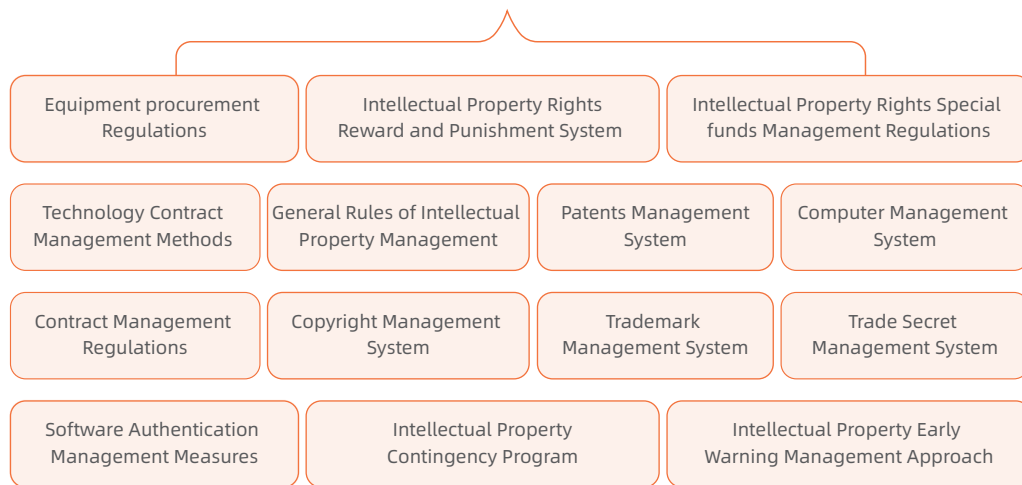 Equipment procurement
Regulations
Intellectual Property Rights
Reward and Punishment System
Intellectual Property Rights Special
funds Management Regulations
Technology Contract
Management Methods
General Rules of Intellectual
Property Management
Patents Management
System
Computer Management
System
Contract Management
Regulations
Copyright Management
System
Trademark
Management System
Trade Secret
Management System
Software Authentication
Management Measures
Intellectual Property
Contingency Program
Intellectual Property Early
Warning Management Approach